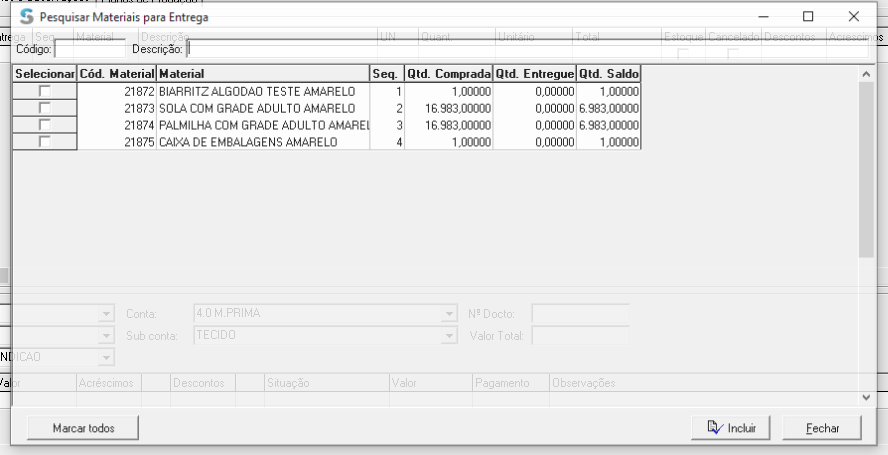 Pesquisar Materiais para Entrega
Seq. Material Descrição UN Quant. Unitário Total Estoque Cancelado Descontos Acrescimos
Código: Descrição:
Selecionar Cód. Material Material Seq. Qtd. Comprada Qtd. Entregue Qtd. Saldo
21872 BIARRITZ ALGODAO TESTE AMARELO 1 1,00000 0,00000 1,00000
21873 SOLA COM GRADE ADULTO AMARELO 2 16.983,00000 0,00000 6.983,00000
21874 PALMILHA COM GRADE ADULTO AMAREL 3 16.983,00000 0,00000 6.983,00000
21875 CAIXA DE EMBALAGENS AMARELO 4 1,00000 0,00000 1,00000
Conta: 4.0 M.PRIMA Nº Docto:
Sub conta: TECIDO Valor Total:
NDICAO
Valor Acréscimos Descontos Situação Valor Pagamento Observações
Marcar todos Incluir Fechar